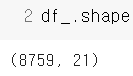 2 df_.shape
(8759, 21)